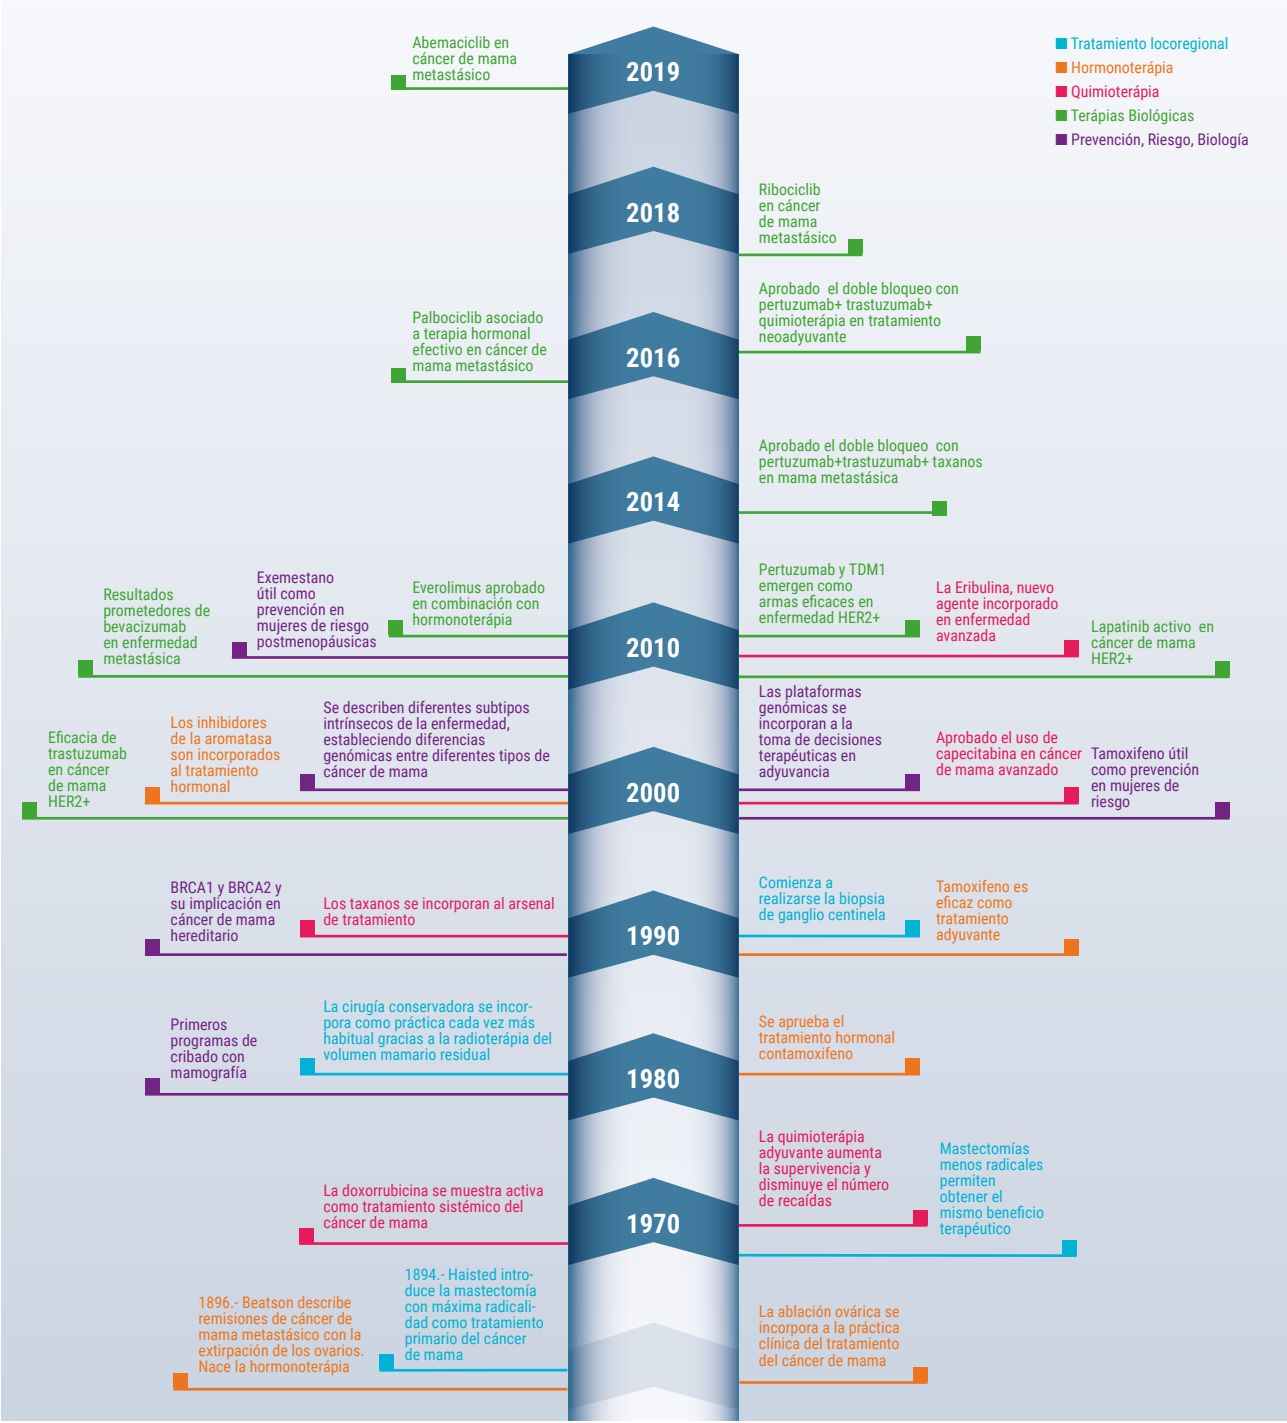 Tratamiento locoregional
Hormonoterápia
Quimioterápia
Terápias Biológicas
Prevención, Riesgo, Biología
2019
Abemaciclib en
cáncer de mama
metastásico
2018
Ribociclib
en cáncer
de mama
metastásico
2016
Palbociclib asociado
a terapia hormonal
efectivo en cáncer de
mama metastásico
Aprobado el doble bloqueo con
pertuzumab+ trastuzumab+
quimioterápia en tratamiento
neoadyuvante
2014
Aprobado el doble bloqueo con
pertuzumab+trastuzumab+ taxanos
en mama metastásica
2010
Resultados
prometedores de
bevacizumab
en enfermedad
metastásica
Exemestano
útil como
prevención en
mujeres de riesgo
postmenopáusicas
Everolimus aprobado
en combinación con
hormonoterápia
Pertuzumab y TDM1
emergen como
armas eficaces en
enfermedad HER2+
La Eribulina, nuevo
agente incorporado
en enfermedad
avanzada
Lapatinib activo en
cáncer de mama
HER2+
2000
Eficacia de
trastuzumab
en cáncer
de mama
HER2+
Los inhibidores
de la aromatasa
son incorporados
al tratamiento
hormonal
Se describen diferentes subtipos
intrínsecos de la enfermedad,
estableciendo diferencias
genómicas entre diferentes tipos de
cáncer de mama
Las plataformas
genómicas se
incorporan a la
toma de decisiones
terapéuticas en
adyuvancia
Aprobado el uso de
capecitabina en cáncer
de mama avanzado
Tamoxifeno útil
como prevención
en mujeres de
riesgo
1990
BRCA1 y BRCA2 y
su implicación en
cáncer de mama
hereditario
Los taxanos se incorporan al arsenal
de tratamiento
Comienza a
realizarse la biopsia
de ganglio centinela
Tamoxifeno es
eficaz como
tratamiento
adyuvante
1980
Primeros
programas de
cribado con
mamografía
La cirugía conservadora se incor-
pora como práctica cada vez más
habitual gracias a la radioterápia del
volumen mamario residual
Se aprueba el
tratamiento hormonal
contamoxifeno
1970
La doxorrubicina se muestra activa
como tratamiento sistémico del
cáncer de mama
La quimioterápia
adyuvante aumenta
la supervivencia y
disminuye el número
de recaídas
Mastectomías
menos radicales
permiten
obtener el
mismo beneficio
terapéutico
1896.- Beatson describe
remisiones de cáncer de
mama metastásico con la
extirpación de los ovarios.
Nace la hormonoterápia
1894.- Haisted intro-
duce la mastectomía
con máxima radicali-
dad como tratamiento
primario del cáncer
de mama
La ablación ovárica se
incorpora a la práctica
clínica del tratamiento
del cáncer de mama